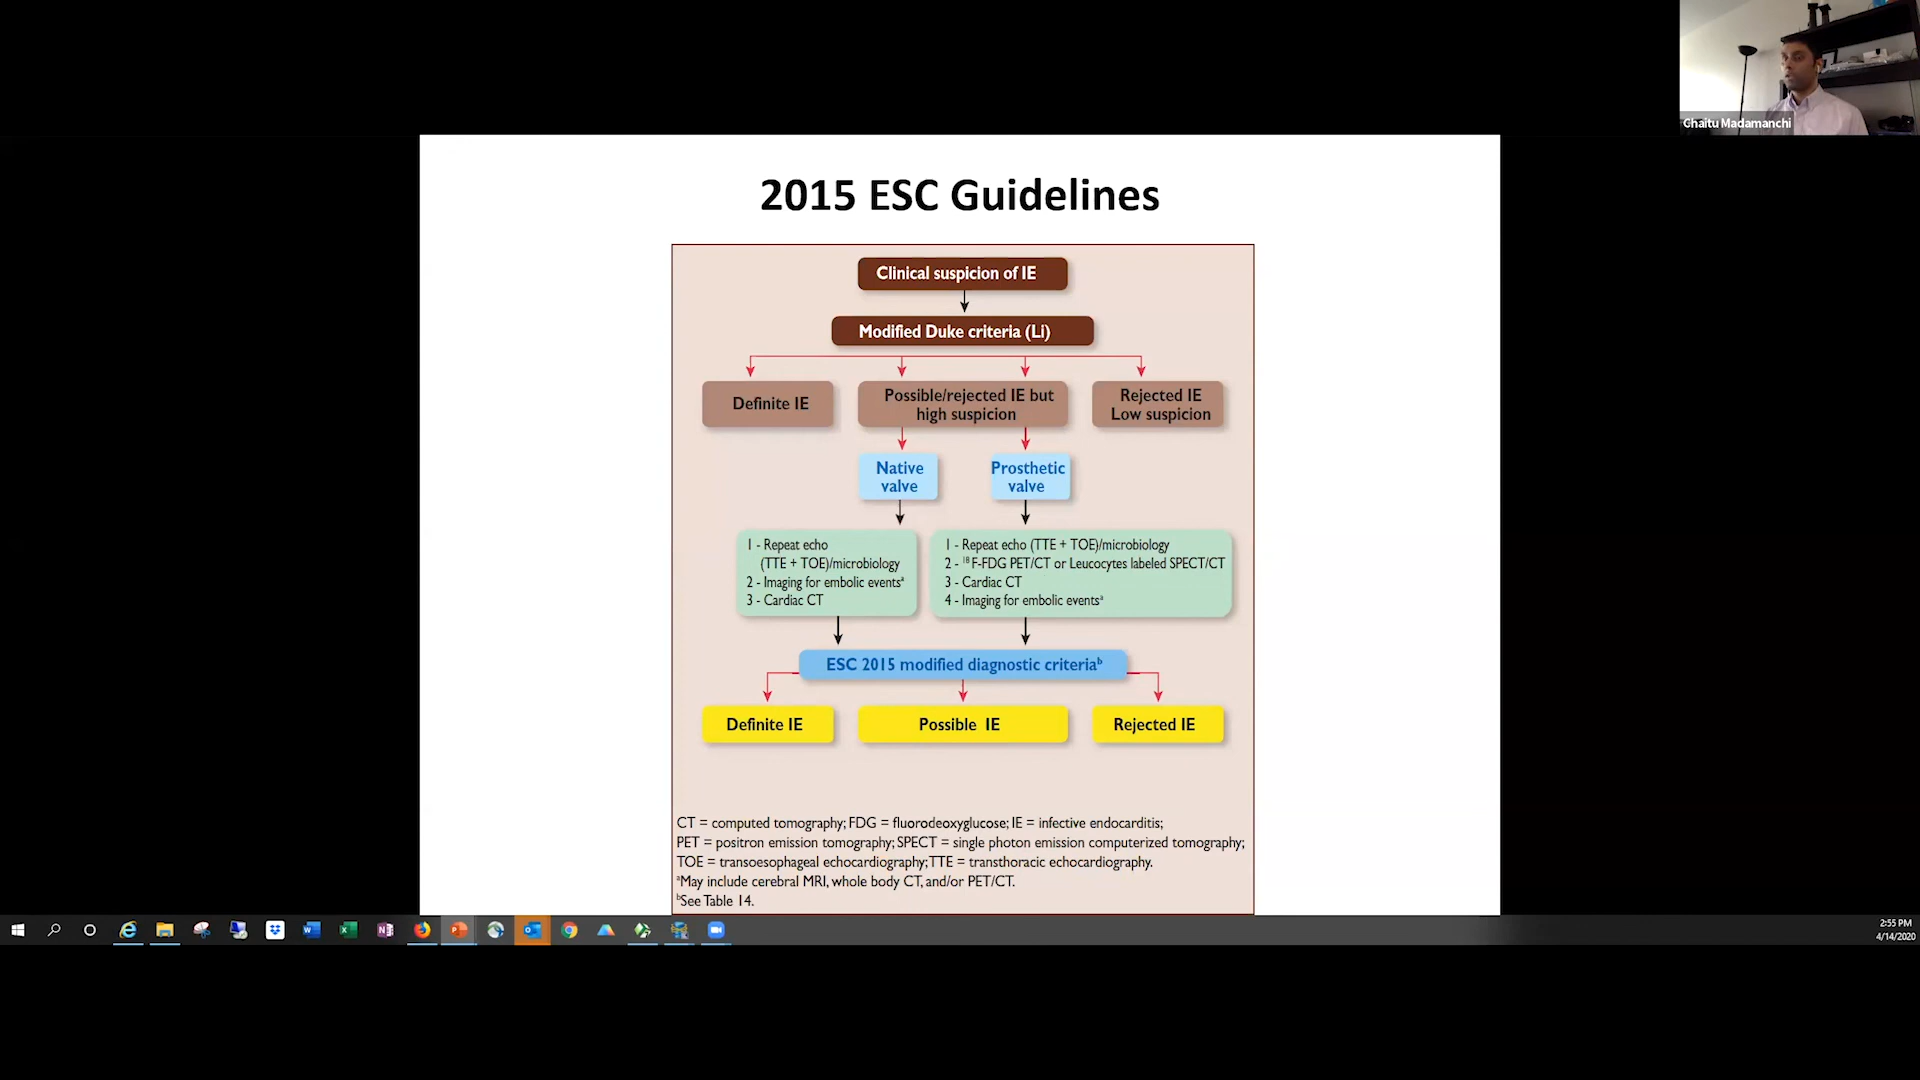 Chaitu Madamanchi
2015 ESC Guidelines
Clinical suspicion of IE
Modified Duke criteria (Li)
Definite IE
Possible/rejected IE but
high suspicion
Rejected IE
Low suspicion
Native
valve
Prosthetic
valve
1 - Repeat echo
(TTE + TOE)/microbiology
2 - Imaging for embolic eventsᵃ
3 - Cardiac CT
1 - Repeat echo (TTE + TOE)/microbiology
2 - ¹⁸F-FDG PET/CT or Leucocytes labeled SPECT/CT
3 - Cardiac CT
4 - Imaging for embolic eventsᵃ
ESC 2015 modified diagnostic criteriaᵇ
Definite IE
Possible IE
Rejected IE
CT = computed tomography; FDG = fluorodeoxyglucose; IE = infective endocarditis;
PET = positron emission tomography; SPECT = single photon emission computerized tomography;
TOE = transoesophageal echocardiography; TTE = transthoracic echocardiography.
ᵃMay include cerebral MRI, whole body CT, and/or PET/CT.
ᵇSee Table 14.
2:55 PM
4/14/2020